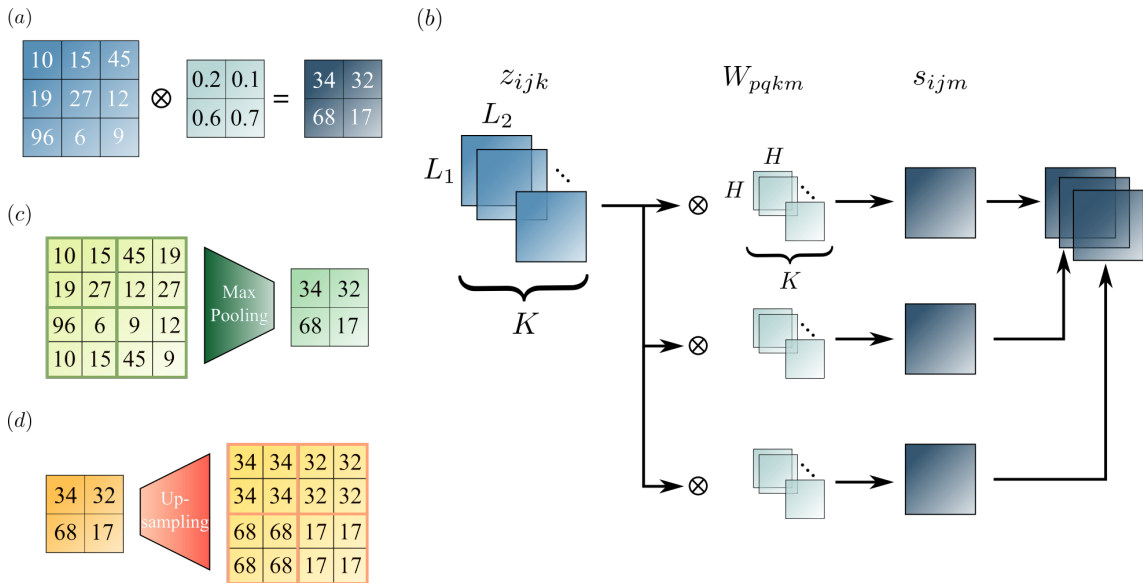 (a)
10 15 45
19 27 12
96 6 9
⊗
0.2 0.1
0.6 0.7
=
34 32
68 17
(b)
z_{ijk}
W_{pqkm}
s_{ijm}
L_2
L_1
K
⊗
H
H
K
⊗
⊗
(c)
10 15 45 19
19 27 12 27
96 6 9 12
10 15 45 9
Max
Pooling
34 32
68 17
(d)
34 32
68 17
Up-
sampling
34 34 32 32
34 34 32 32
68 68 17 17
68 68 17 17